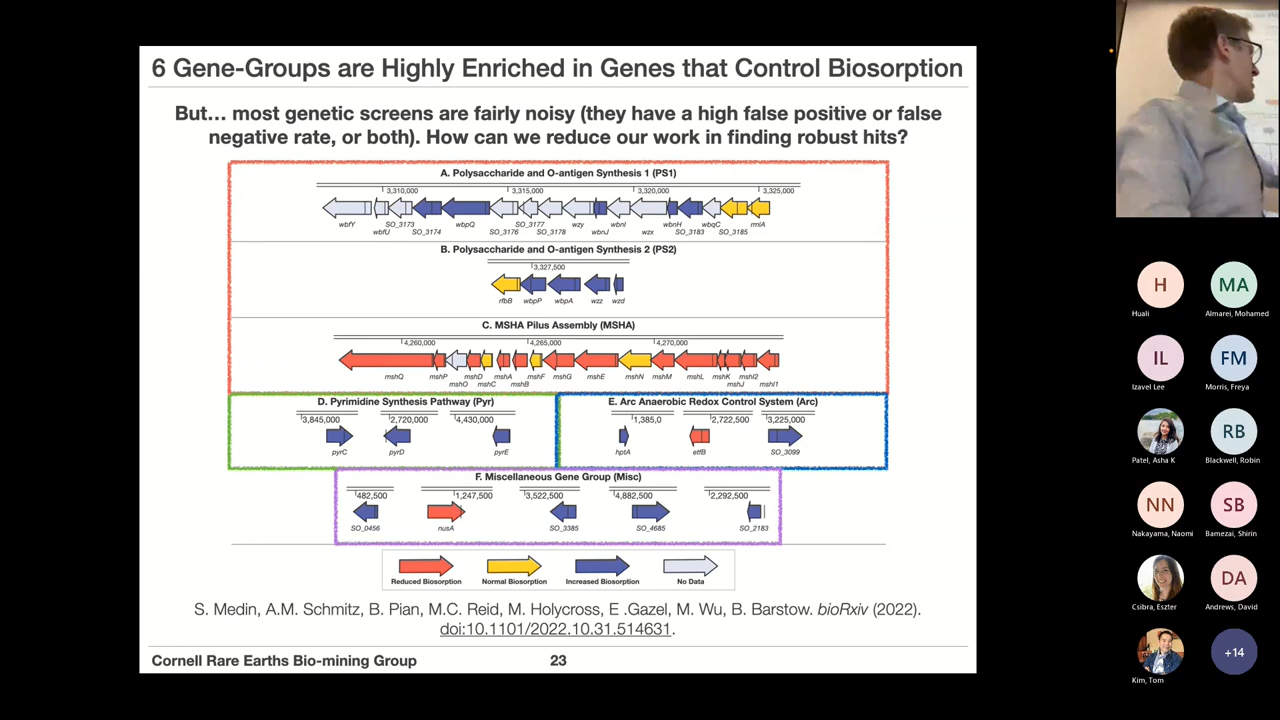 6 Gene-Groups are Highly Enriched in Genes that Control Biosorption
But... most genetic screens are fairly noisy (they have a high false positive or false
negative rate, or both). How can we reduce our work in finding robust hits?
A. Polysaccharide and O-antigen Synthesis 1 (PS1)
3,310,000 3,315,000 3,320,000 3,325,000
wbfY SO_3173 wbpQ SO_3177 wzy wbnI wbnH wbqC rmlA
wbfU SO_3174 SO_3176 SO_3178 wbnJ wzx SO_3183 SO_3185
B. Polysaccharide and O-antigen Synthesis 2 (PS2)
3,327,500
rfbB wbpP wbpA wzz wzd
C. MSHA Pilus Assembly (MSHA)
4,260,000 4,265,000 4,270,000
mshQ mshP mshD mshA mshF mshG mshE mshN mshM mshL mshK mshI2
mshO mshC mshB mshJ mshI1
D. Pyrimidine Synthesis Pathway (Pyr)
3,845,000 2,720,000 4,430,000
pyrC pyrD pyrE
E. Arc Anaerobic Redox Control System (Arc)
1,385,0 2,722,500 3,225,000
hptA etfB SO_3099
F. Miscellaneous Gene Group (Misc)
482,500 1,247,500 3,522,500 4,882,500 2,292,500
SO_0456 nusA SO_3385 SO_4685 SO_2183
Reduced Biosorption Normal Biosorption Increased Biosorption No Data
S. Medin, A.M. Schmitz, B. Pian, M.C. Reid, M. Holycross, E .Gazel, M. Wu, B. Barstow. bioRxiv (2022).
doi:10.1101/2022.10.31.514631.
Cornell Rare Earths Bio-mining Group 23
H MA
Huali Almarei, Mohamed
IL FM
Izavel Lee Morris, Freya
RB
Patel, Asha K Blackwell, Robin
NN SB
Nakayama, Naomi Bamezai, Shirin
DA
Csibra, Eszter Andrews, David
+14
Kim, Tom